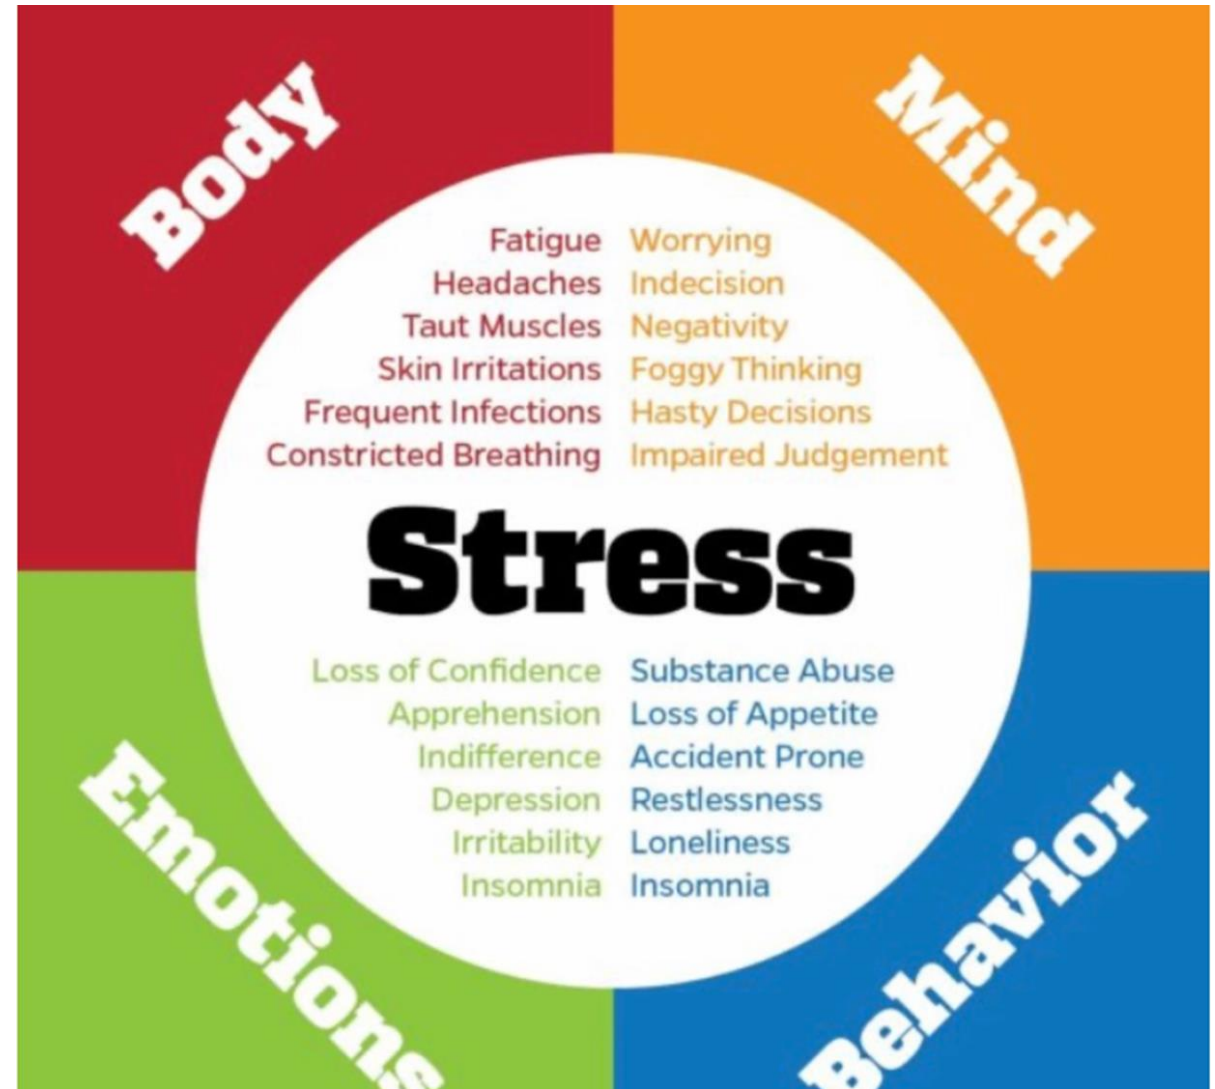 Body
Mind
Fatigue
Headaches
Taut Muscles
Skin Irritations
Frequent Infections
Constricted Breathing
Worrying
Indecision
Negativity
Foggy Thinking
Hasty Decisions
Impaired Judgement
Stress
Loss of Confidence
Apprehension
Indifference
Depression
Irritability
Insomnia
Substance Abuse
Loss of Appetite
Accident Prone
Restlessness
Loneliness
Insomnia
Emotions
Behavior